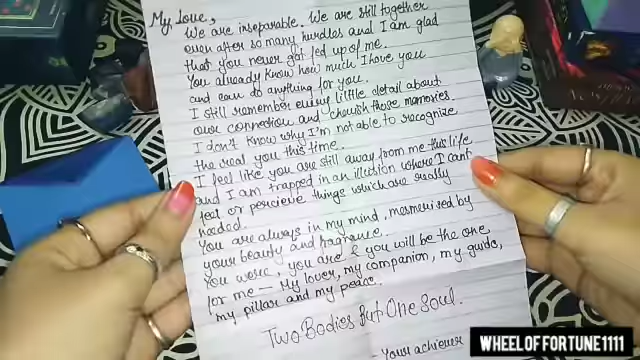 My Love,
We are inseparable. We are still together
even after so many hurdles and I am glad
that you never got fed up of me.
You already know how much I love you
and can do anything for you.
I still remember every little detail about
our connection and cherish those memories.
I don't know why I'm not able to recognize
the real you this time.
I feel like you are still away from me this life
and I am trapped in an illusion where I can't
feel or percieve things which are really
needed.
You are always in my mind, mesmerised by
your beauty and fragrance.
You were, you are & you will be the one
for me — My lover, my companion, my guide,
my pillar and my peace.
Two Bodies But One Soul.
- Your achiever
WHEEL OF FORTUNE1111